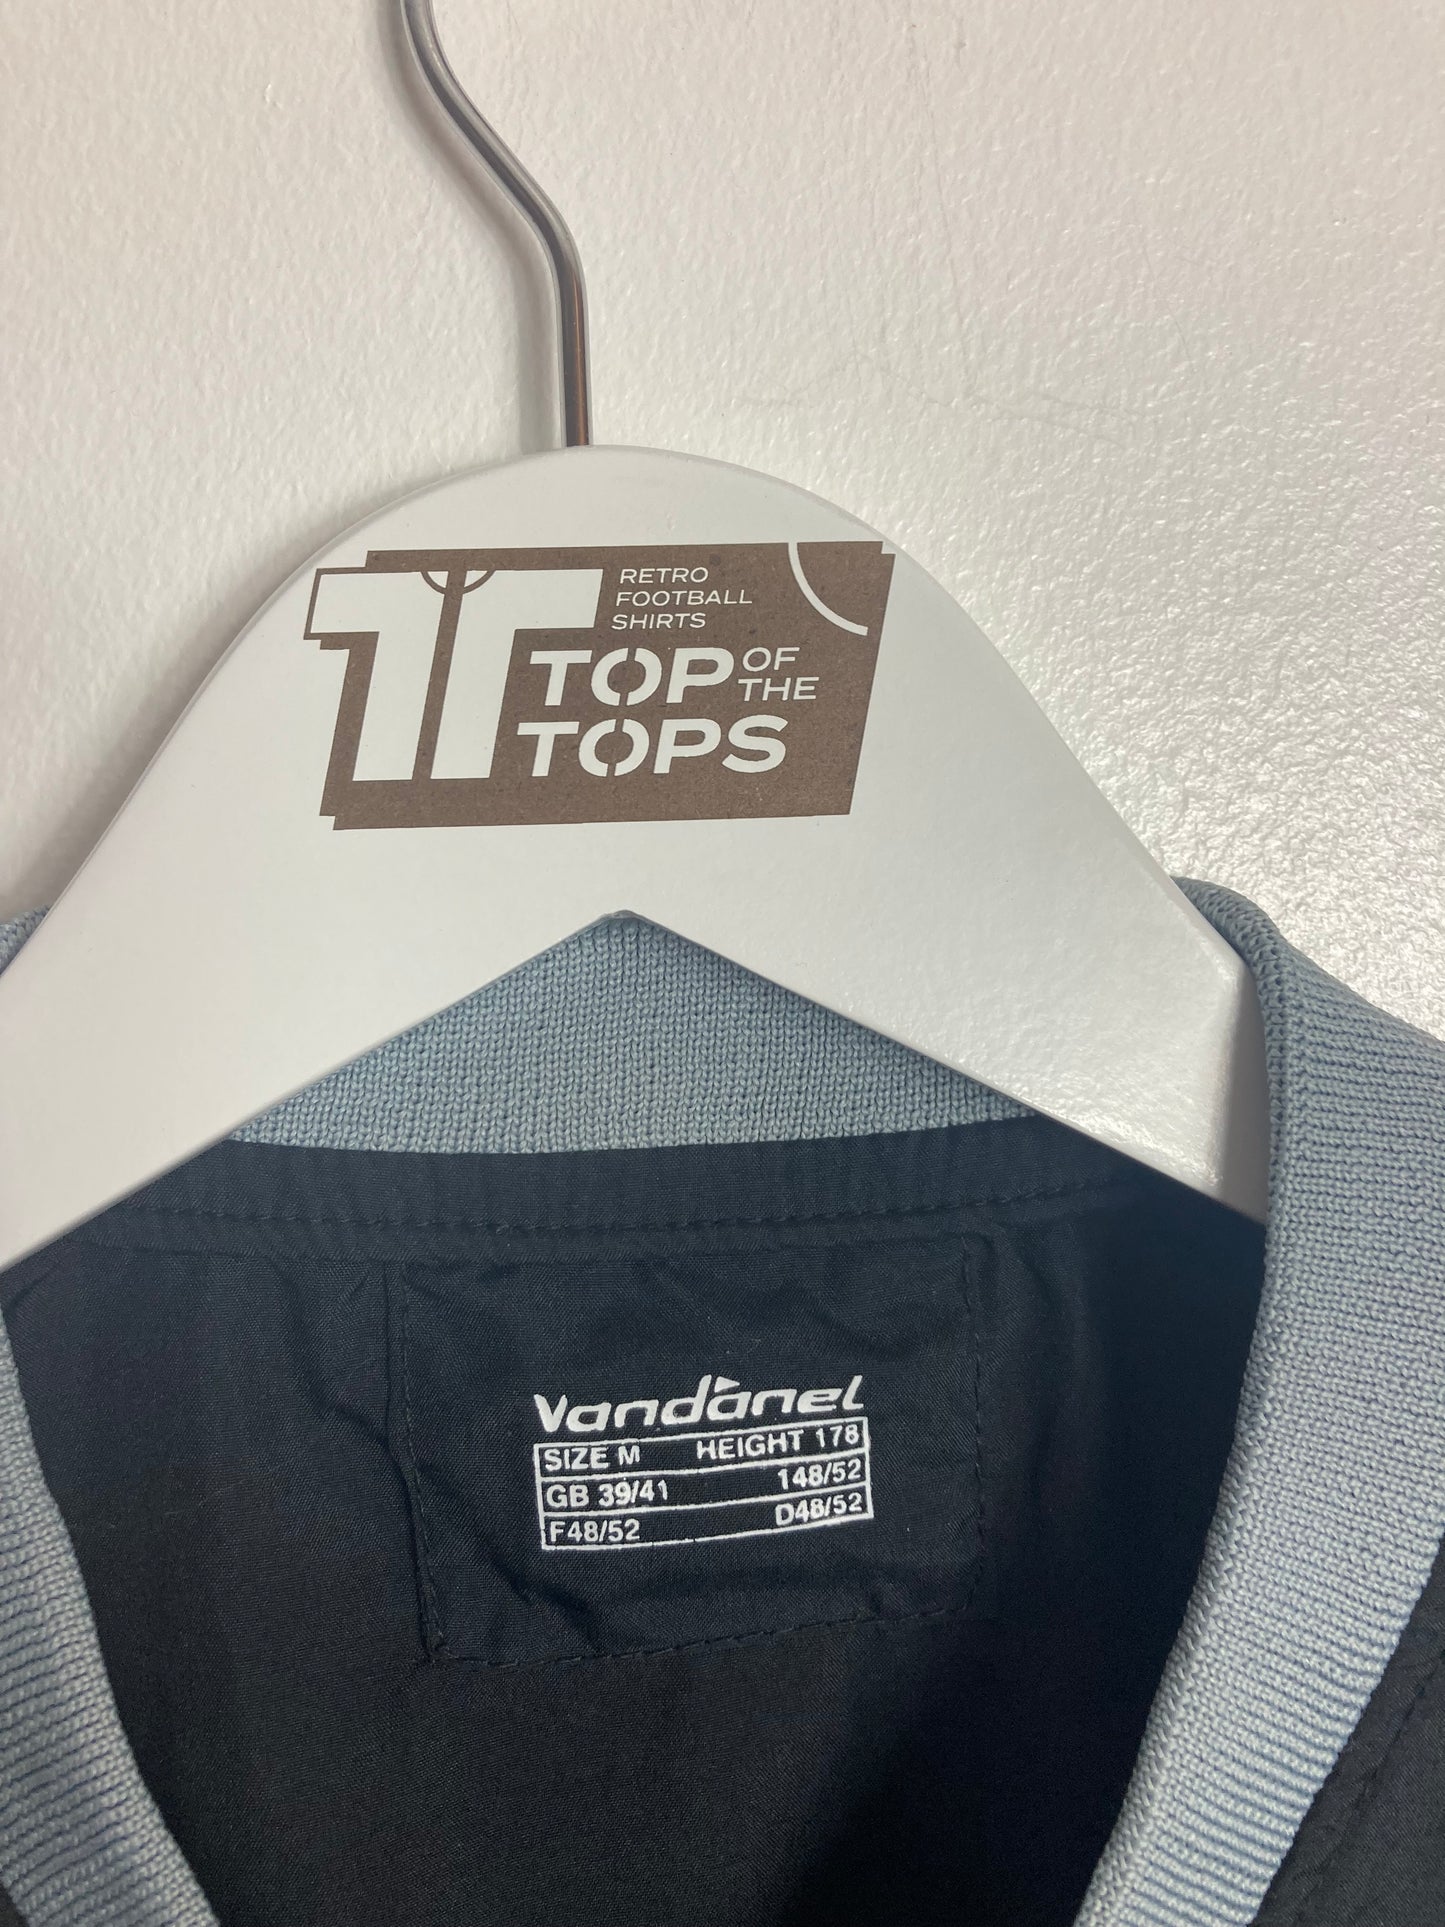 RETRO
FOOTBALL
SHIRTS
TOP OF THE
TOPS
Vandanel
SIZE M HEIGHT 178
GB 39/41 148/52
F48/52 D48/52